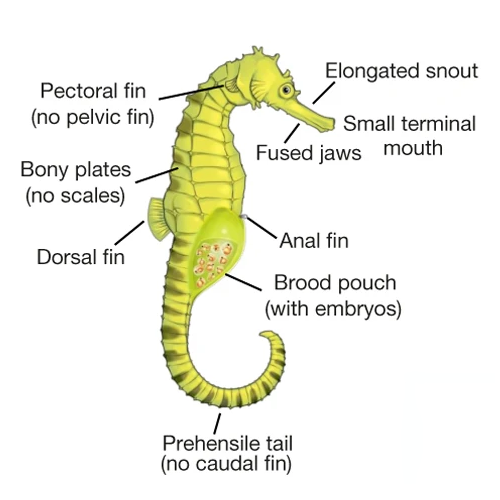 Elongated snout
Pectoral fin
(no pelvic fin)
Small terminal
mouth
Fused jaws
Bony plates
(no scales)
Anal fin
Dorsal fin
Brood pouch
(with embryos)
Prehensile tail
(no caudal fin)